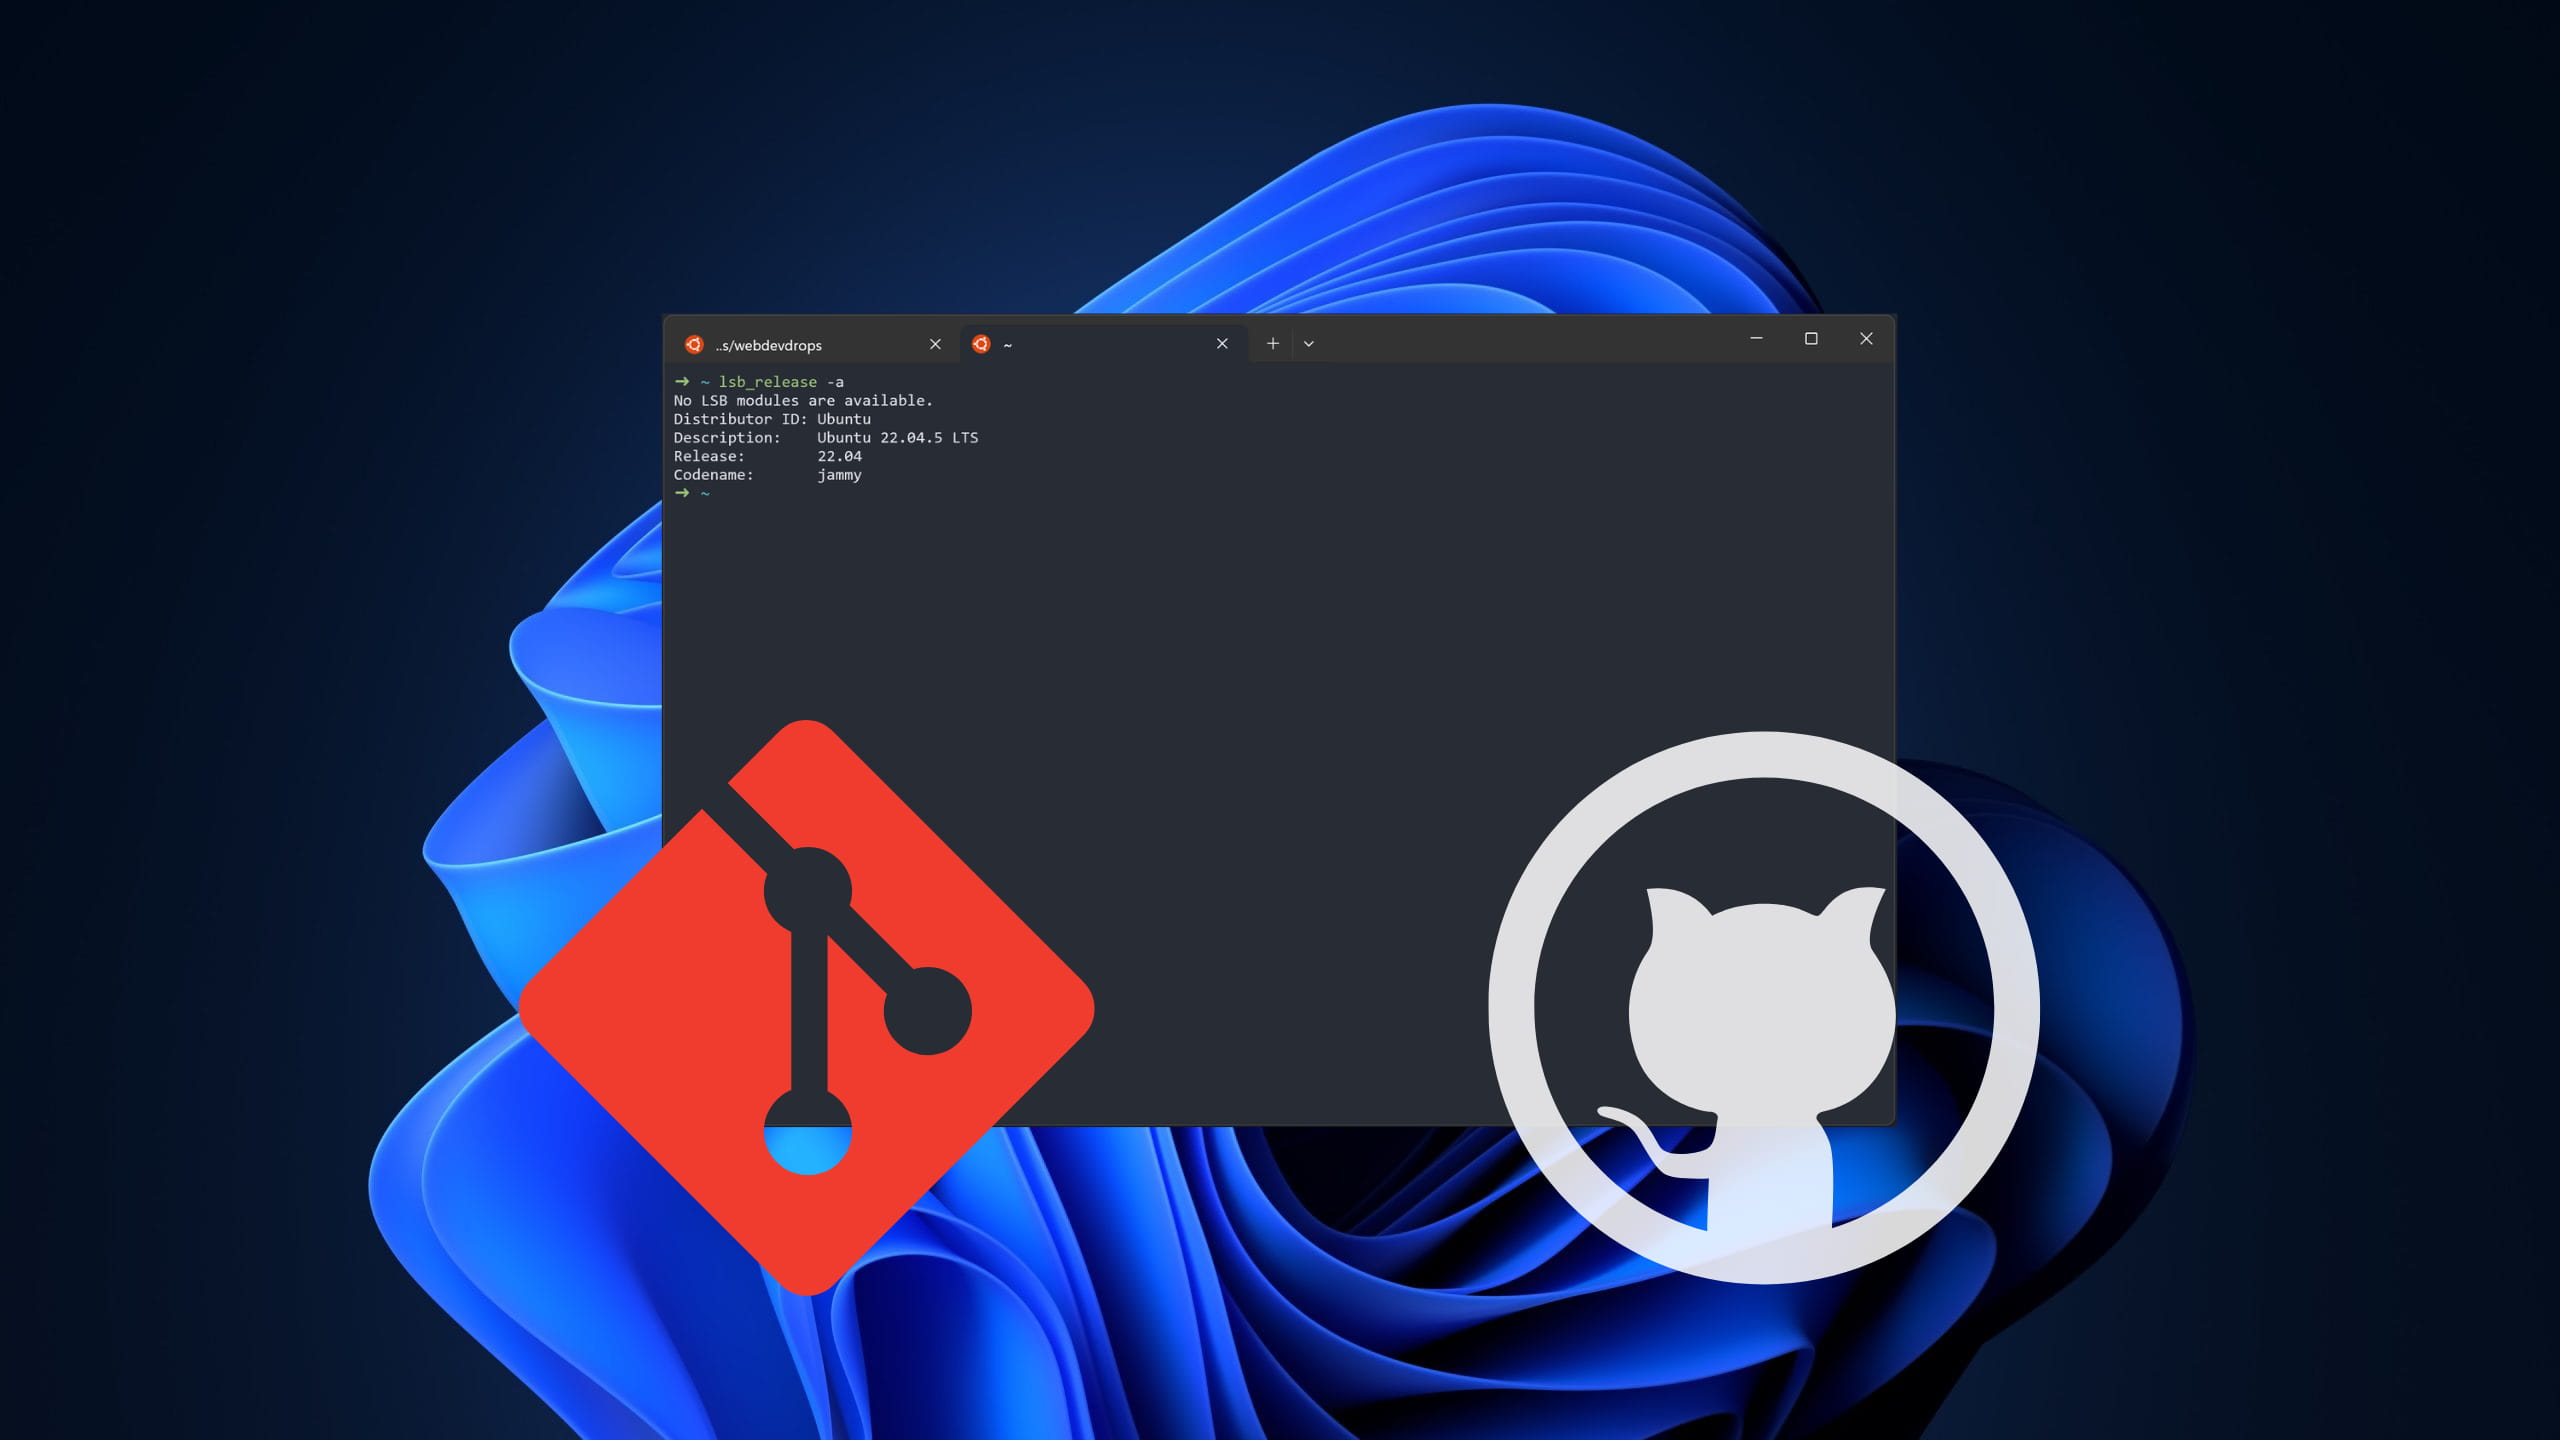 ..s/webdevdrops
~
➜ ~ lsb_release -a
No LSB modules are available.
Distributor ID: Ubuntu
Description:    Ubuntu 22.04.5 LTS
Release:        22.04
Codename:       jammy
➜ ~